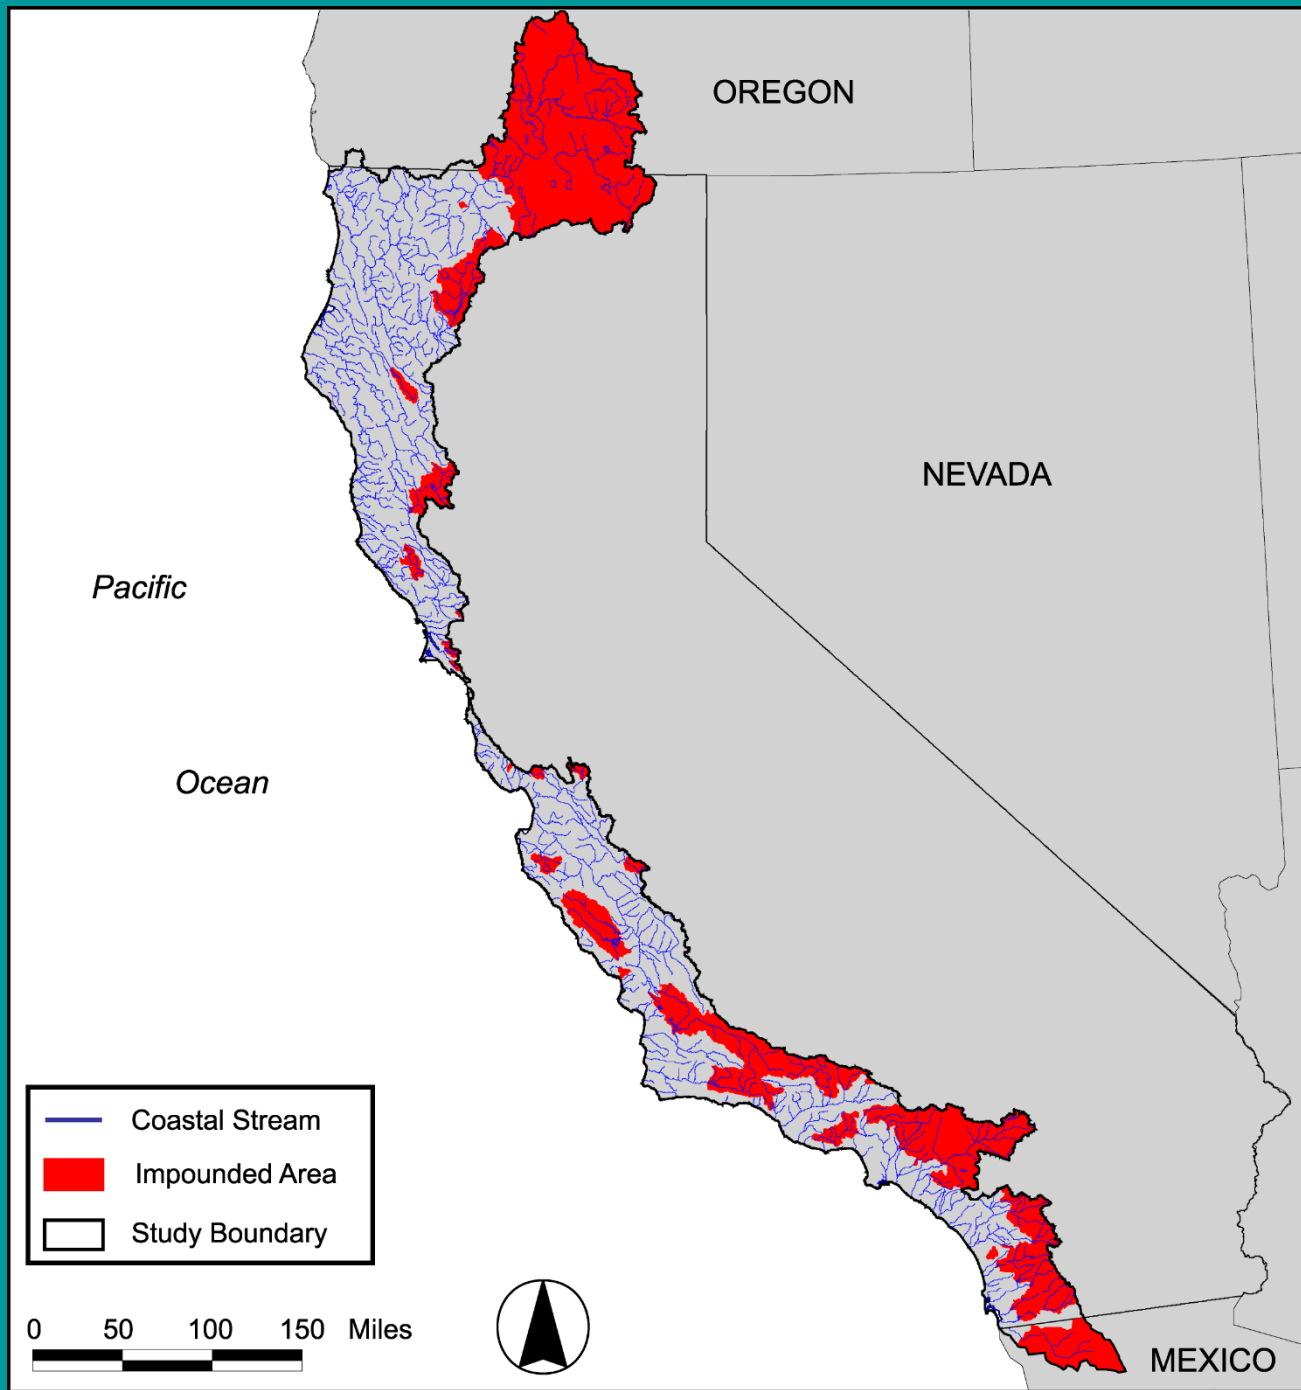 OREGON
NEVADA
Pacific
Ocean
Coastal Stream
Impounded Area
Study Boundary
0 50 100 150 Miles
MEXICO